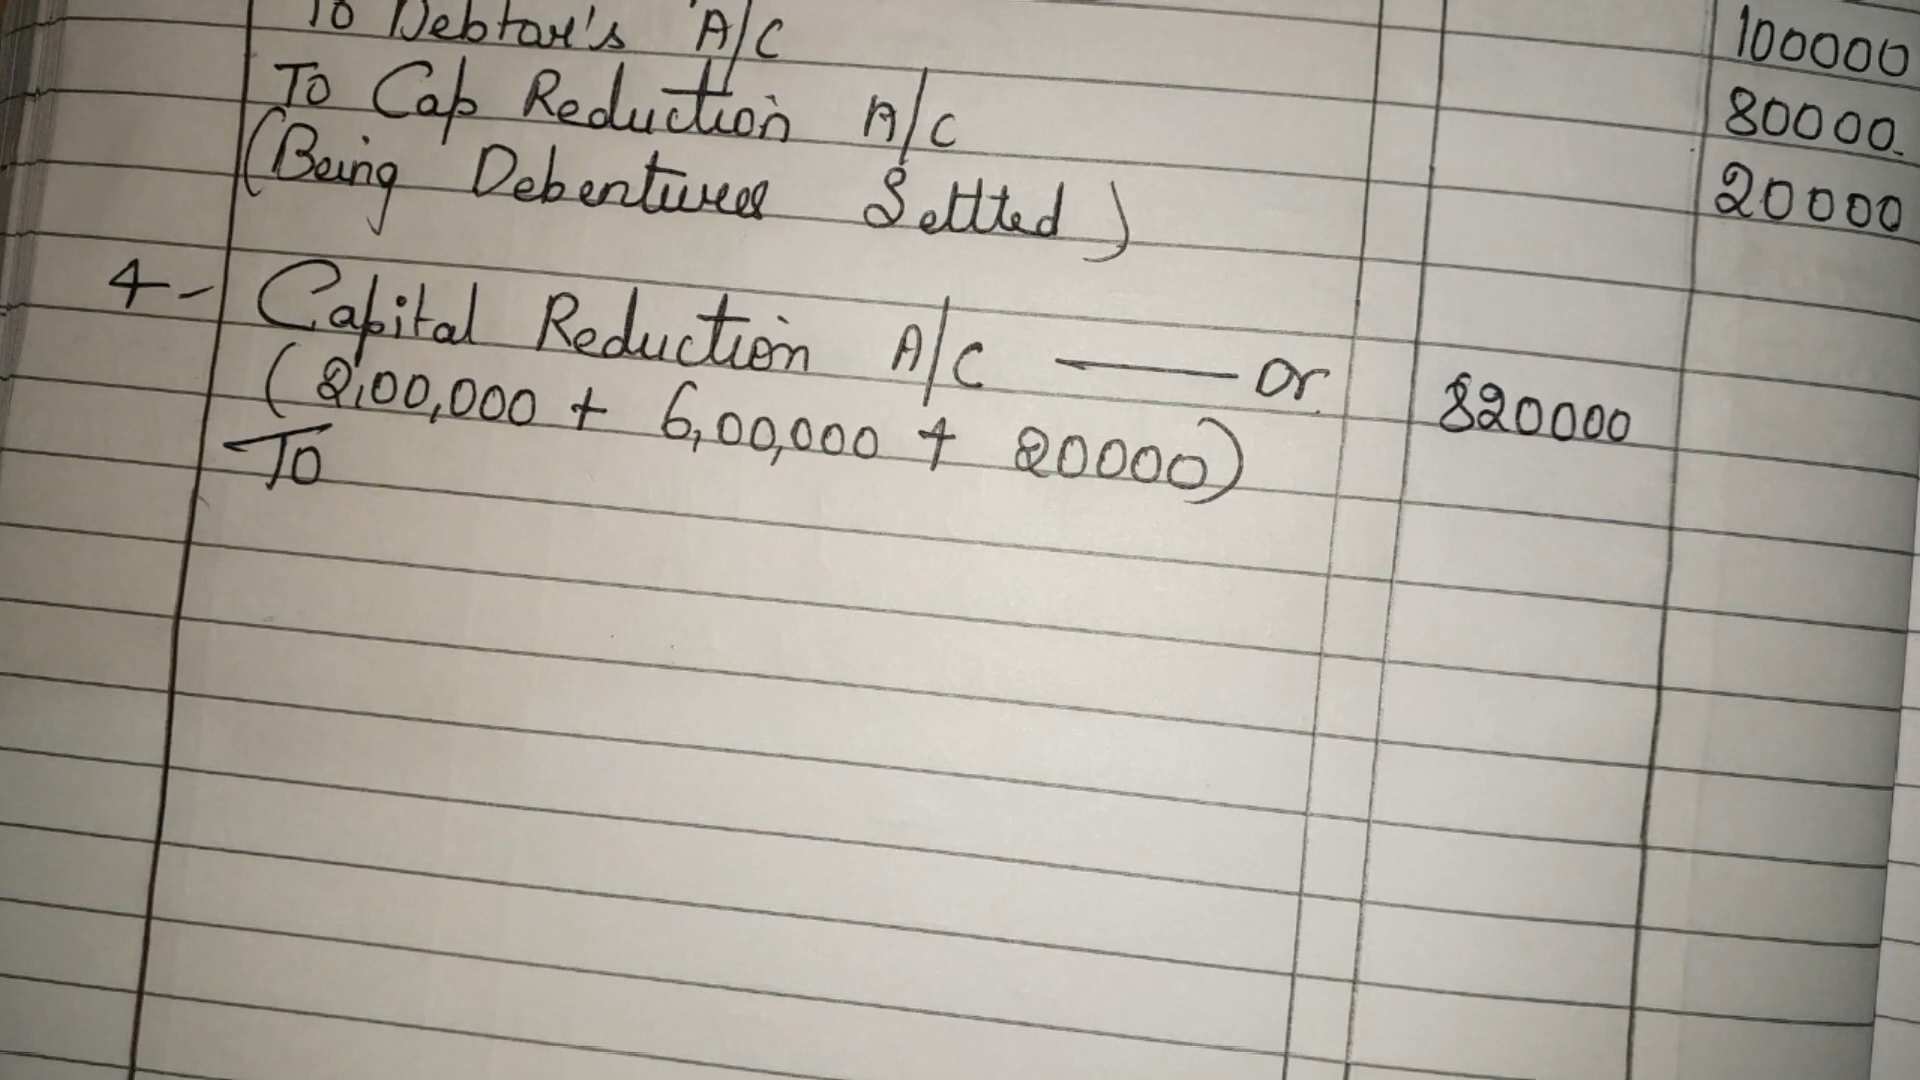 To Debtor's A/C 100000
To Cap Reduction A/C 80000
(Being Debentures Settled) 20000
4- Capital Reduction A/C — Dr 820000
(2,00,000 + 6,00,000 + 20000)
To